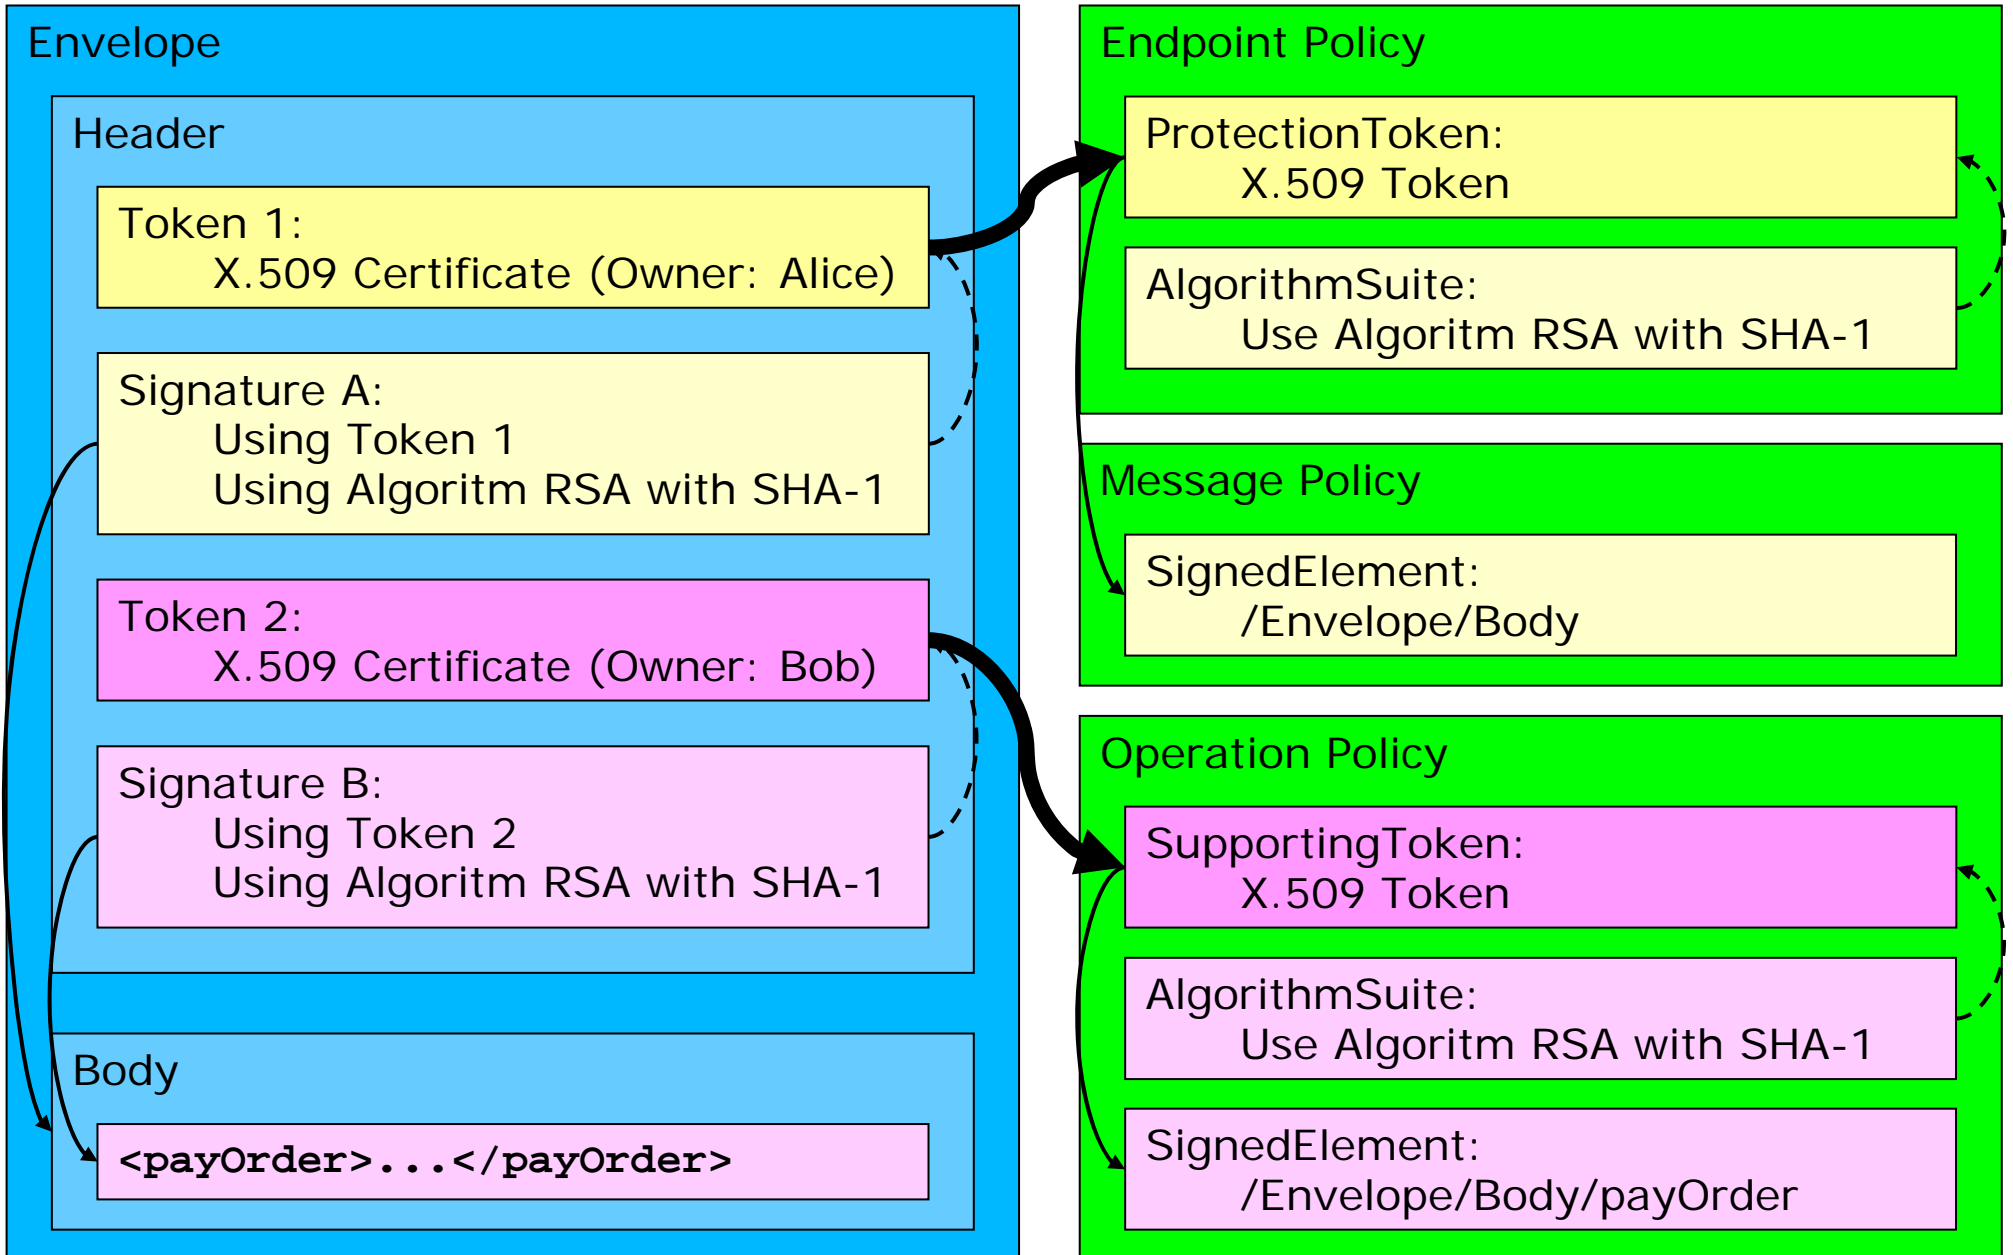 Envelope
Header
Token 1:
X.509 Certificate (Owner: Alice)
Signature A:
Using Token 1
Using Algoritm RSA with SHA-1
Token 2:
X.509 Certificate (Owner: Bob)
Signature B:
Using Token 2
Using Algoritm RSA with SHA-1
Body
<payOrder>...</payOrder>
Endpoint Policy
ProtectionToken:
X.509 Token
AlgorithmSuite:
Use Algoritm RSA with SHA-1
Message Policy
SignedElement:
/Envelope/Body
Operation Policy
SupportingToken:
X.509 Token
AlgorithmSuite:
Use Algoritm RSA with SHA-1
SignedElement:
/Envelope/Body/payOrder